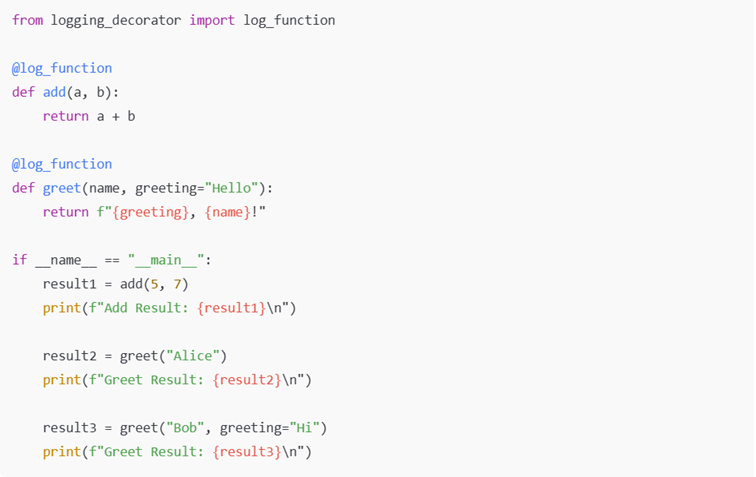 from logging_decorator import log_function

@log_function
def add(a, b):
    return a + b

@log_function
def greet(name, greeting="Hello"):
    return f"{greeting}, {name}!"

if __name__ == "__main__":
    result1 = add(5, 7)
    print(f"Add Result: {result1}\n")

    result2 = greet("Alice")
    print(f"Greet Result: {result2}\n")

    result3 = greet("Bob", greeting="Hi")
    print(f"Greet Result: {result3}\n")